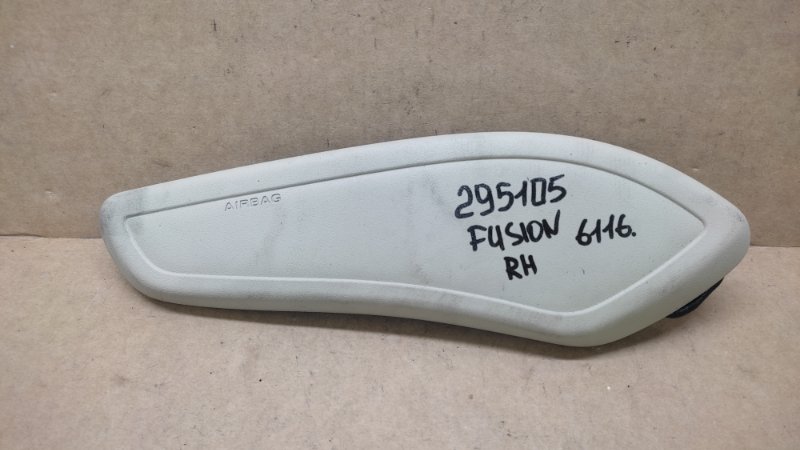 AIRBAG
295105
FUSION 6116.
RH